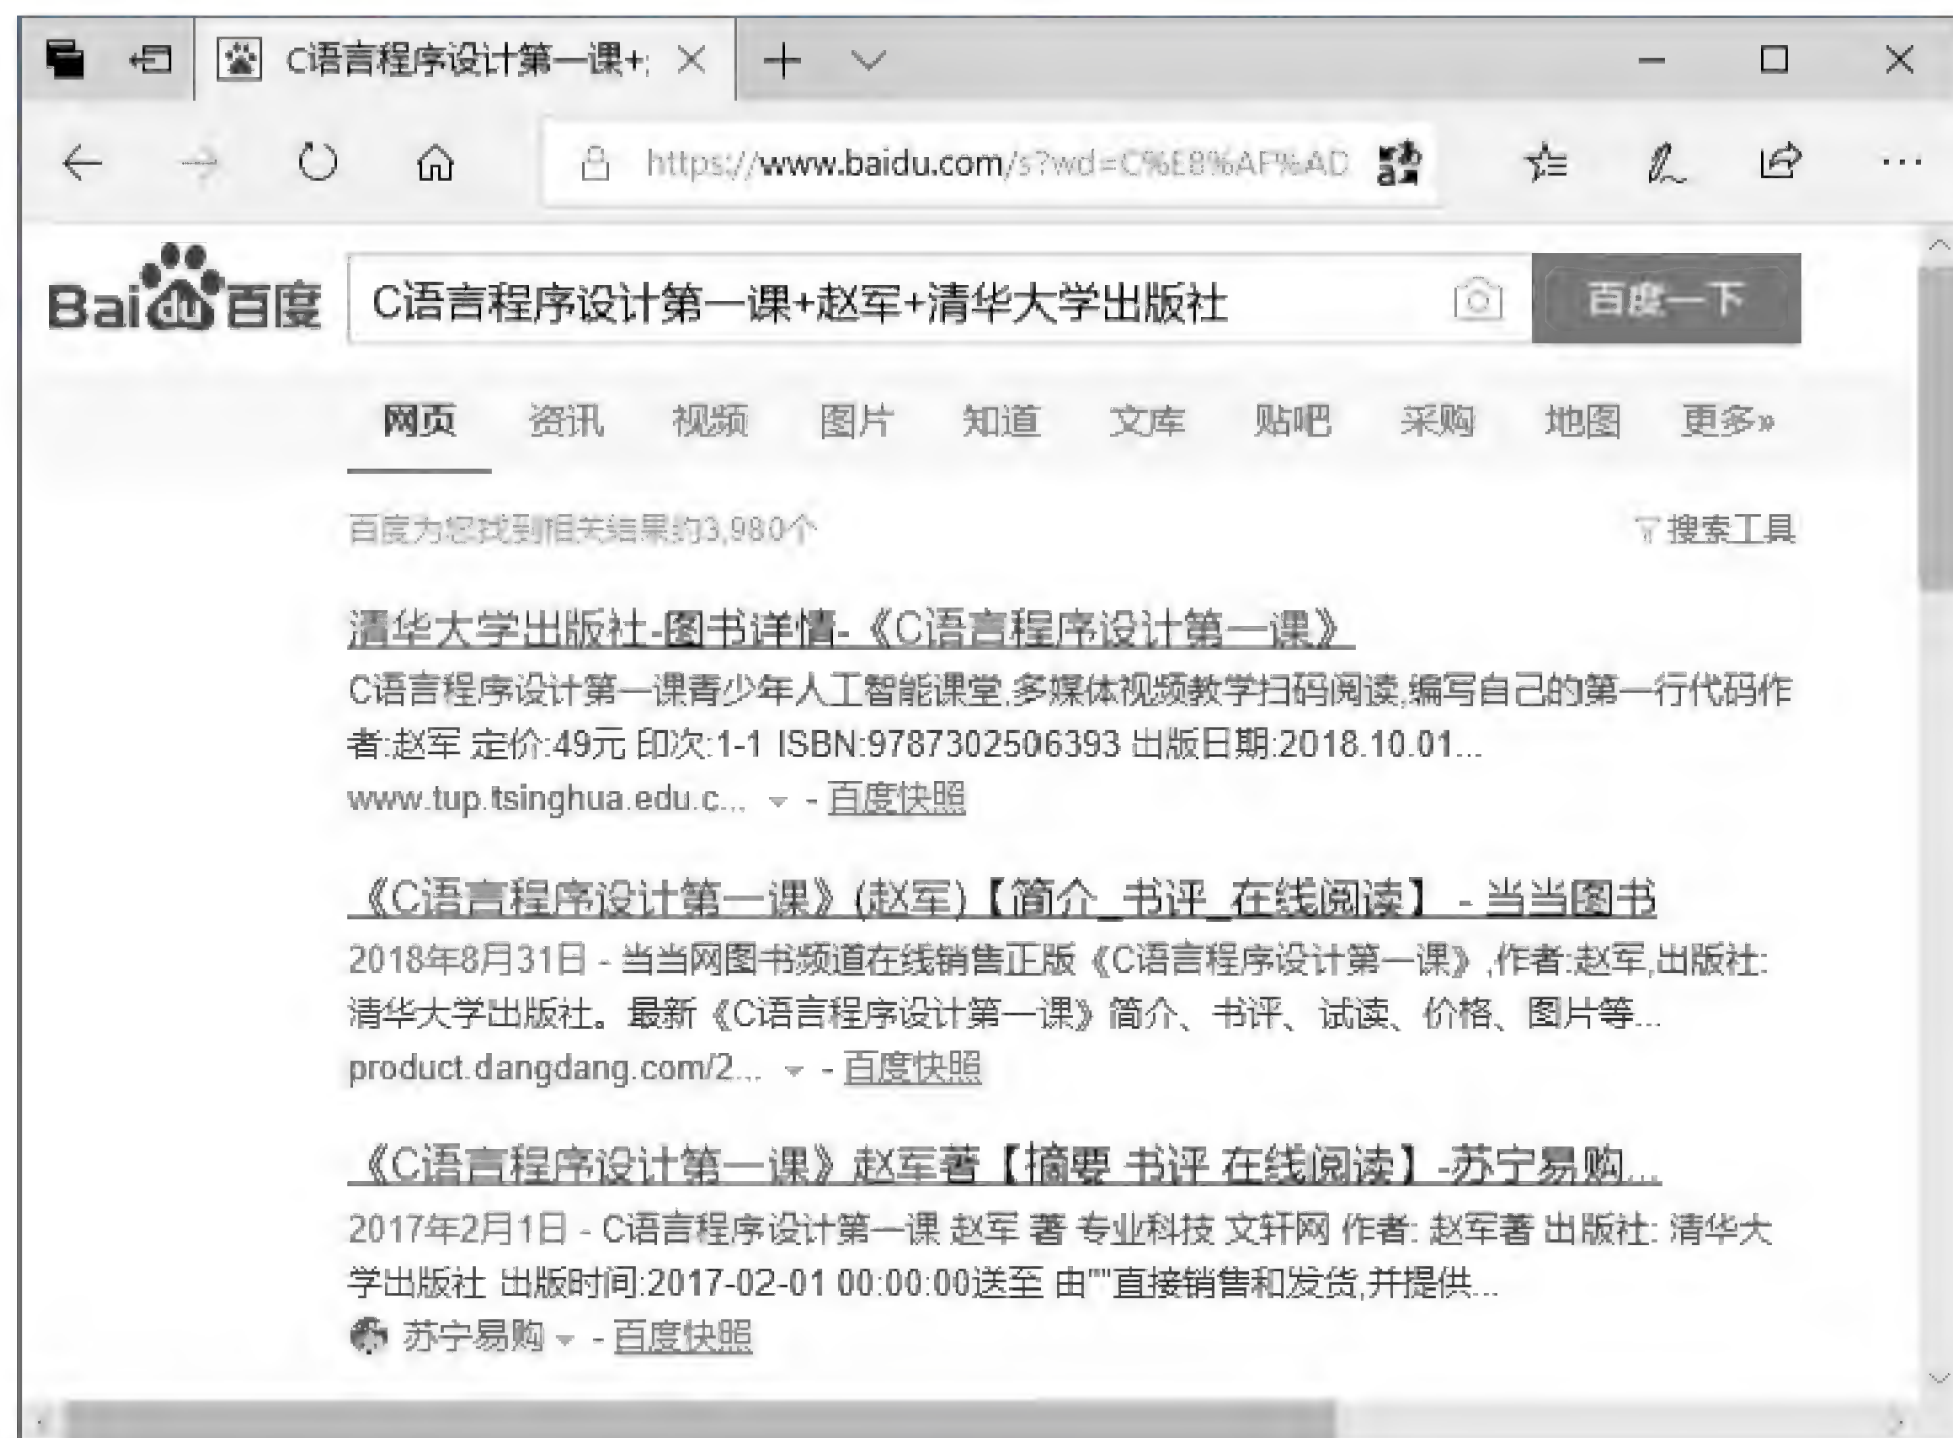 C语言程序设计第一课+
https://www.baidu.com/s?wd=C%E8%AF%AD
Bai du 百度
C语言程序设计第一课+赵军+清华大学出版社
百度一下
网页 资讯 视频 图片 知道 文库 贴吧 采购 地图 更多»
百度为您找到相关结果约3,980个
搜索工具
清华大学出版社-图书详情-《C语言程序设计第一课》
C语言程序设计第一课青少年人工智能课堂,多媒体视频教学扫码阅读,编写自己的第一行代码作
者:赵军 定价:49元 印次:1-1 ISBN:9787302506393 出版日期:2018.10.01...
www.tup.tsinghua.edu.c... - 百度快照
《C语言程序设计第一课》(赵军)【简介_书评_在线阅读】 - 当当图书
2018年8月31日 - 当当网图书频道在线销售正版《C语言程序设计第一课》,作者:赵军,出版社:
清华大学出版社。最新《C语言程序设计第一课》简介、书评、试读、价格、图片等...
product.dangdang.com/2... - 百度快照
《C语言程序设计第一课》赵军著【摘要 书评 在线阅读】-苏宁易购...
2017年2月1日 - C语言程序设计第一课 赵军 著 专业科技 文轩网 作者: 赵军著 出版社: 清华大
学出版社 出版时间:2017-02-01 00:00:00送至 由""直接销售和发货,并提供...
苏宁易购 - 百度快照